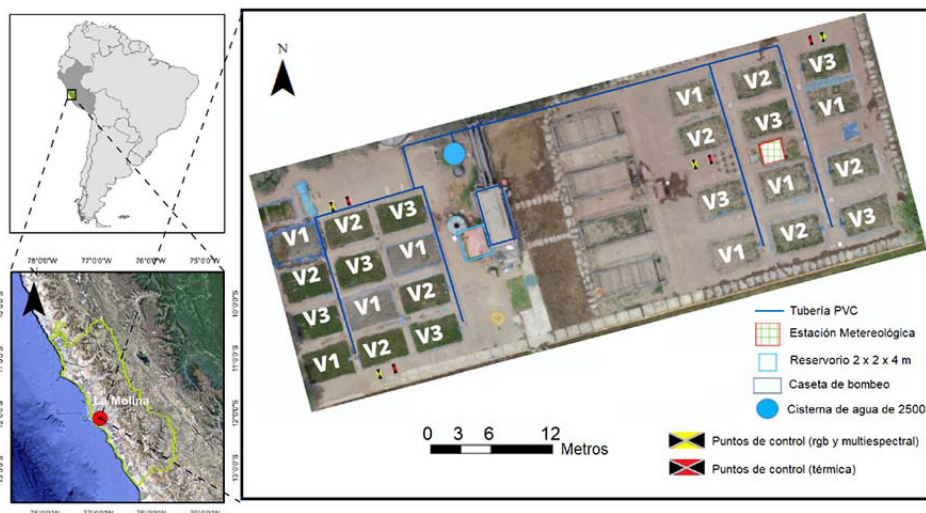 N
V3
V2
V1
V1
V3
V2
V2
V3
V1
V3
V2
V1
V3
V1
V1
V3
V2
V3
V2
V1
V3
V2
V1
V2
V3
V1
Tubería PVC
Estación Metereológica
Reservorio 2 x 2 x 4 m
Caseta de bombeo
Cisterna de agua de 2500
0 3 6 12
Metros
Puntos de control (rgb y multiespectral)
Puntos de control (térmica)
78°0'0"S
77°0'0"S
76°0'0"S
75°0'0"S
N
10°0'0"S
11°0'0"S
12°0'0"S
13°0'0"S
La Molina